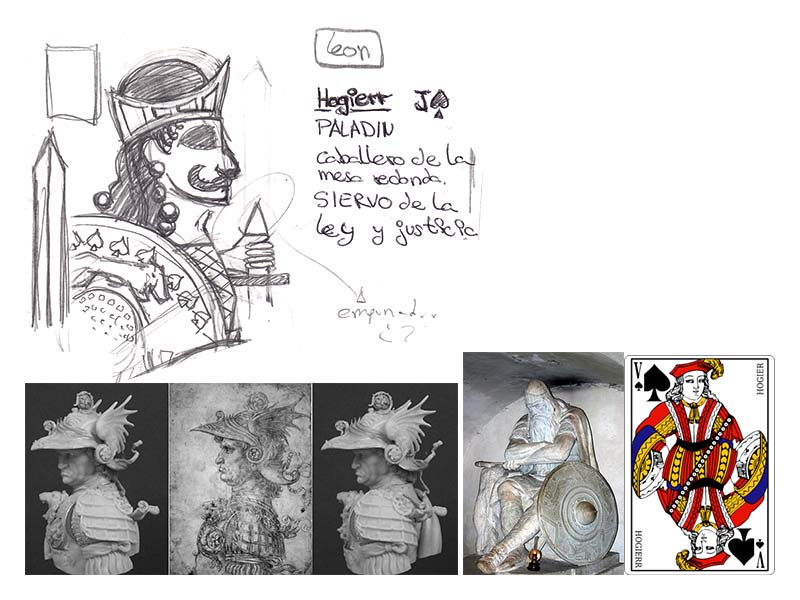 leon
Hogierr J♠
PALADIN
caballero de la
mesa redonda.
SIERVO de la
ley y justicia
¿?
V
HOGIER
HOGIERR
V